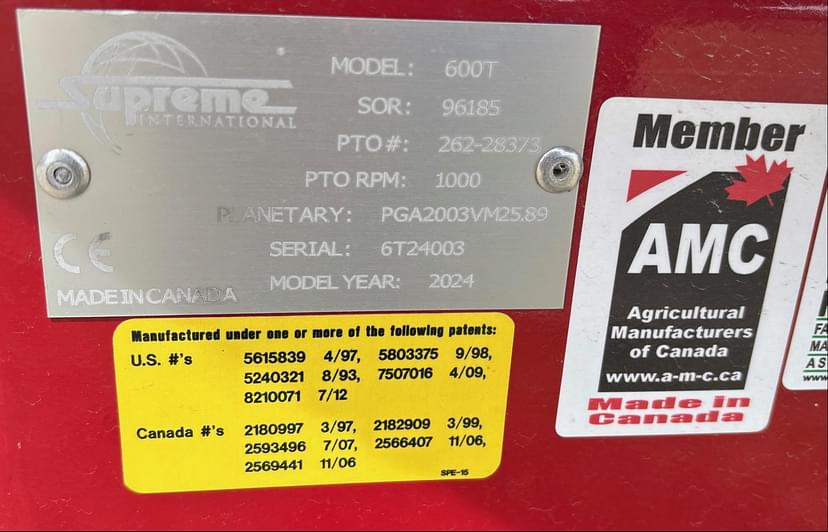 Supreme
INTERNATIONAL
MODEL: 600T
SOR: 96185
PTO #: 262-28373
PTO RPM: 1000
PLANETARY: PGA2003VM25.89
SERIAL: 6T24003
MODEL YEAR: 2024
CE
MADE IN CANADA
Manufactured under one or more of the following patents:
U.S. #'s 5615839 4/97, 5803375 9/98,
5240321 8/93, 7507016 4/09,
8210071 7/12
Canada #'s 2180997 3/97, 2182909 3/99,
2593496 7/07, 2566407 11/06,
2569441 11/06
SPE-15
Member
AMC
Agricultural
Manufacturers
of Canada
www.a-m-c.ca
Made in
Canada
FA
MA
A S